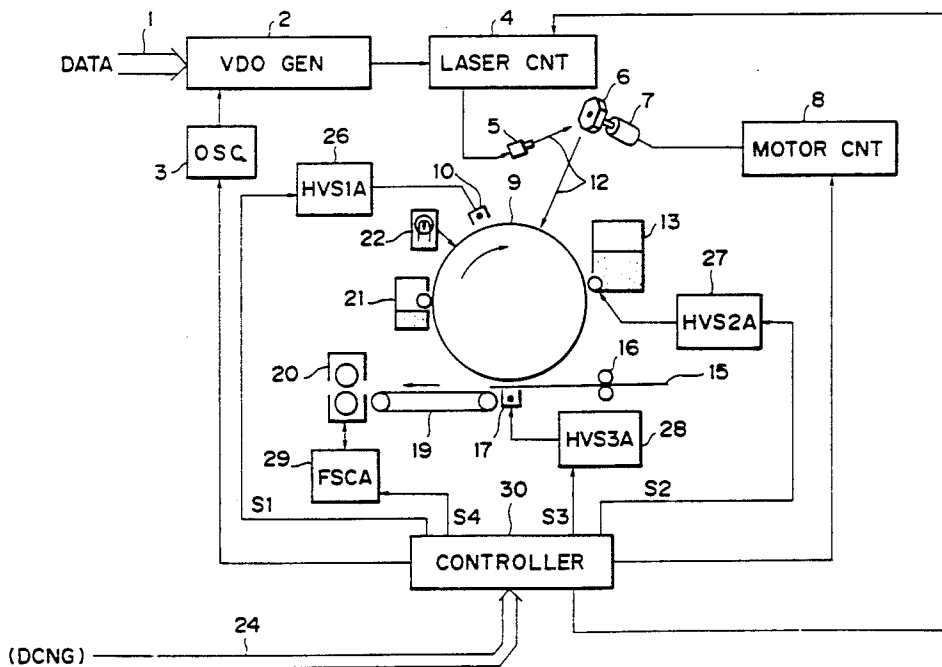 1
2
4
DATA
VDO GEN
LASER CNT
6
7
5
8
3
OSC
26
MOTOR CNT
HVS1A
10
9
12
22
13
21
27
HVS2A
20
16
15
19
17
HVS3A
28
29
FSCA
S1
S4
30
S3
S2
CONTROLLER
24
(DCNG)